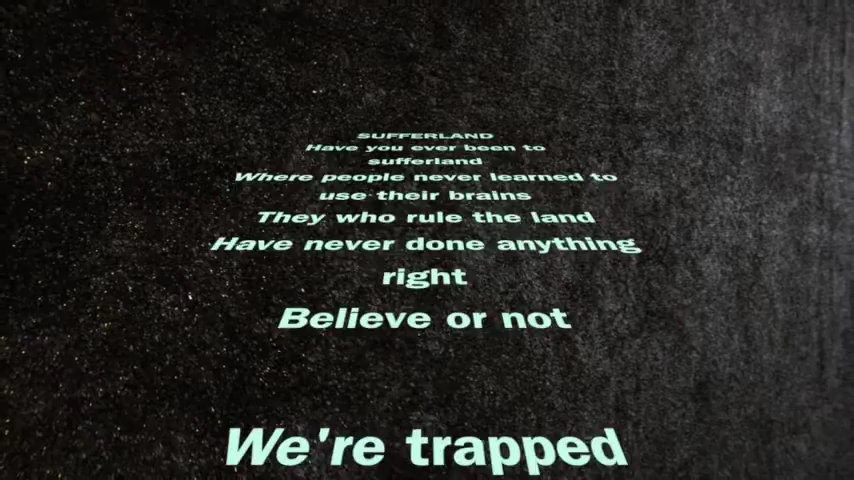 SUFFERLAND
Have you ever been to
sufferland
Where people never learned to
use their brains
They who rule the land
Have never done anything
right
Believe or not
We're trapped